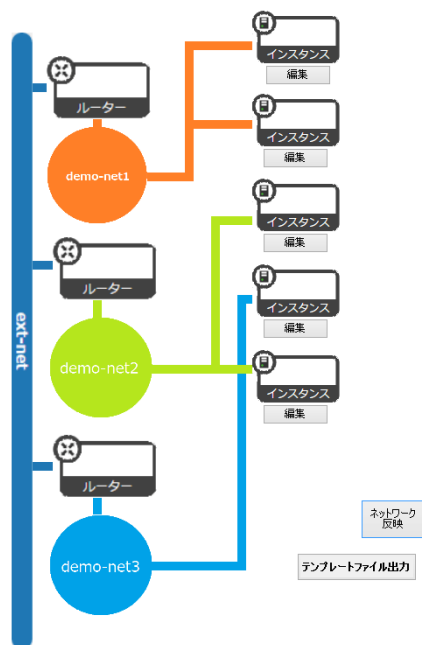 インスタンス
編集
ルーター
インスタンス
編集
demo-net1
インスタンス
編集
ルーター
インスタンス
編集
ext-net
demo-net2
インスタンス
編集
ルーター
ネットワーク
反映
demo-net3
テンプレートファイル出力